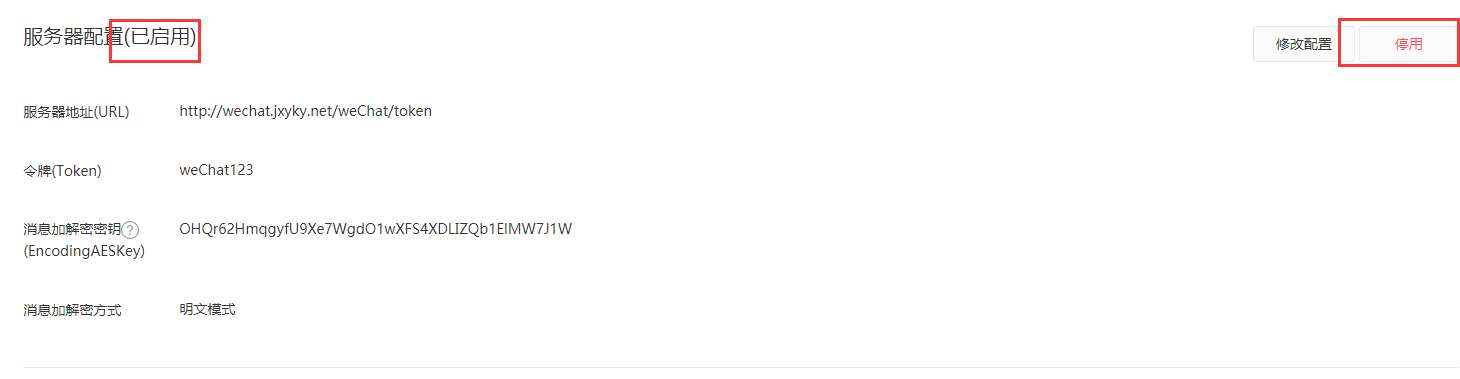 服务器配置(已启用)
修改配置
停用
服务器地址(URL) http://wechat.jxyky.net/weChat/token
令牌(Token) weChat123
消息加解密密钥? OHQr62HmqgyfU9Xe7WgdO1wXFS4XDLIZQb1ElMW7J1W
(EncodingAESKey)
消息加解密方式 明文模式